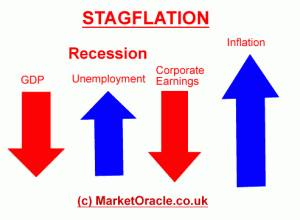 STAGFLATION
Recession
Inflation
GDP
Unemployment
Corporate
Earnings
(c) MarketOracle.co.uk